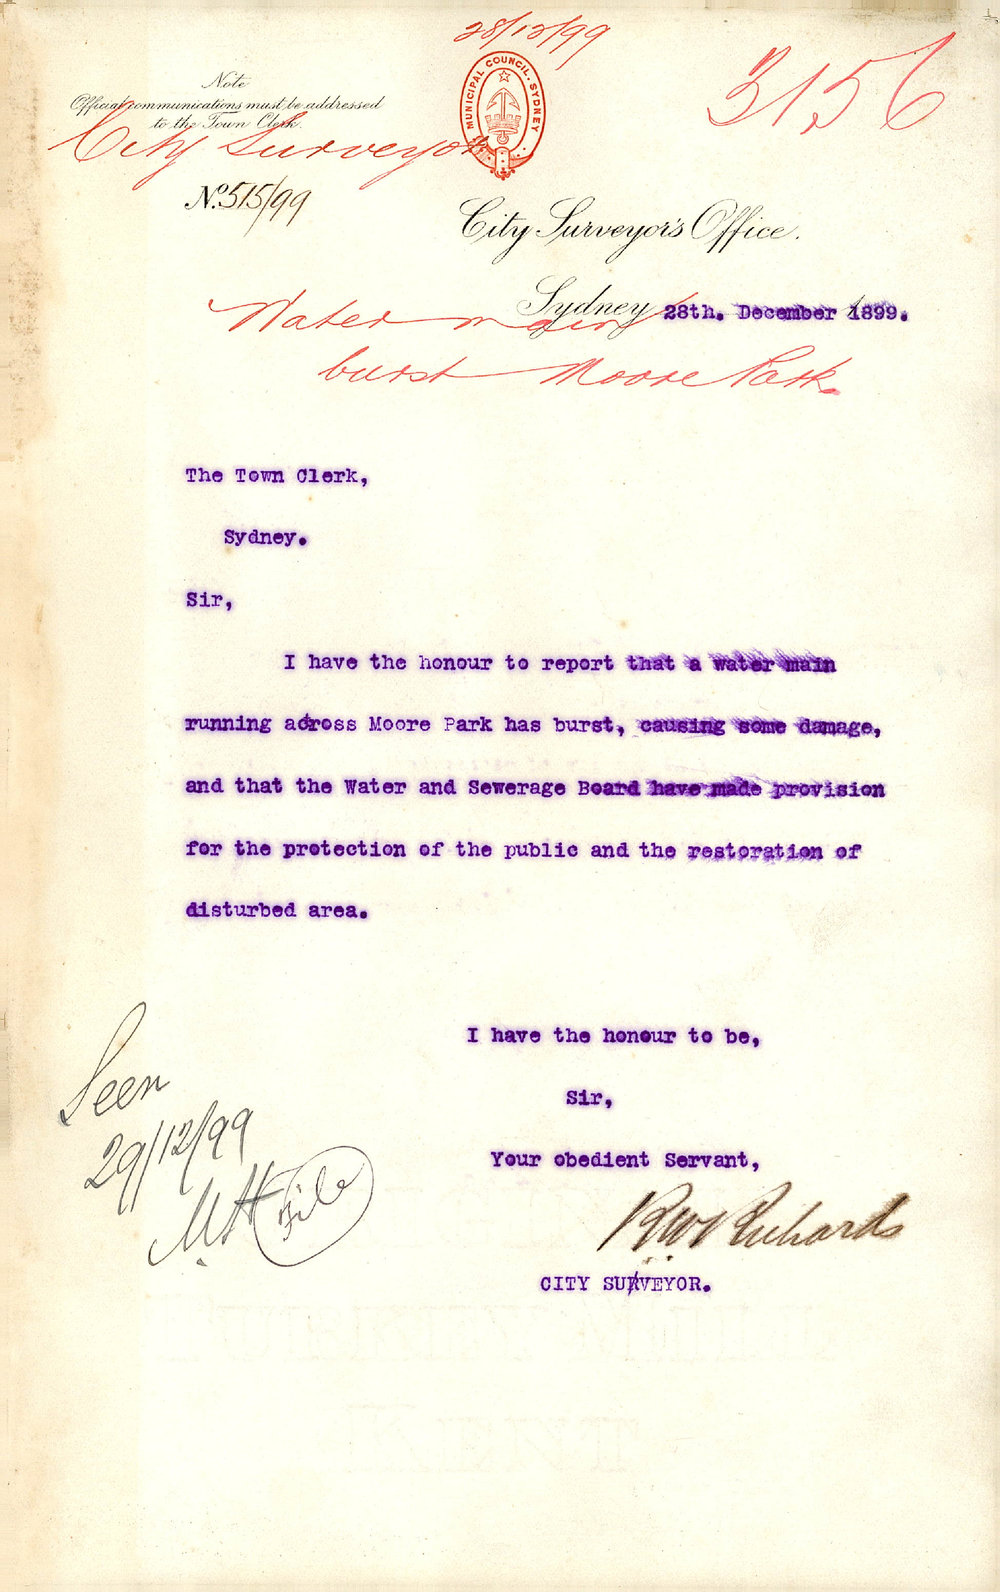 28/12/99
3156
MUNICIPAL COUNCIL. SYDNEY
Note
Official communications must be addressed
to the Town Clerk.
City Surveyor
No. 515/99
City Surveyor's Office.
Sydney 28th. December 1899.
Water main
burst Moore Park.
The Town Clerk,
Sydney.
Sir,
I have the honour to report that a water main
running across Moore Park has burst, causing some damage,
and that the Water and Sewerage Board have made provision
for the protection of the public and the restoration of
disturbed area.
I have the honour to be,
Sir,
Your obedient Servant,
RW Richards
CITY SURVEYOR.
Seen
29/12/99
File